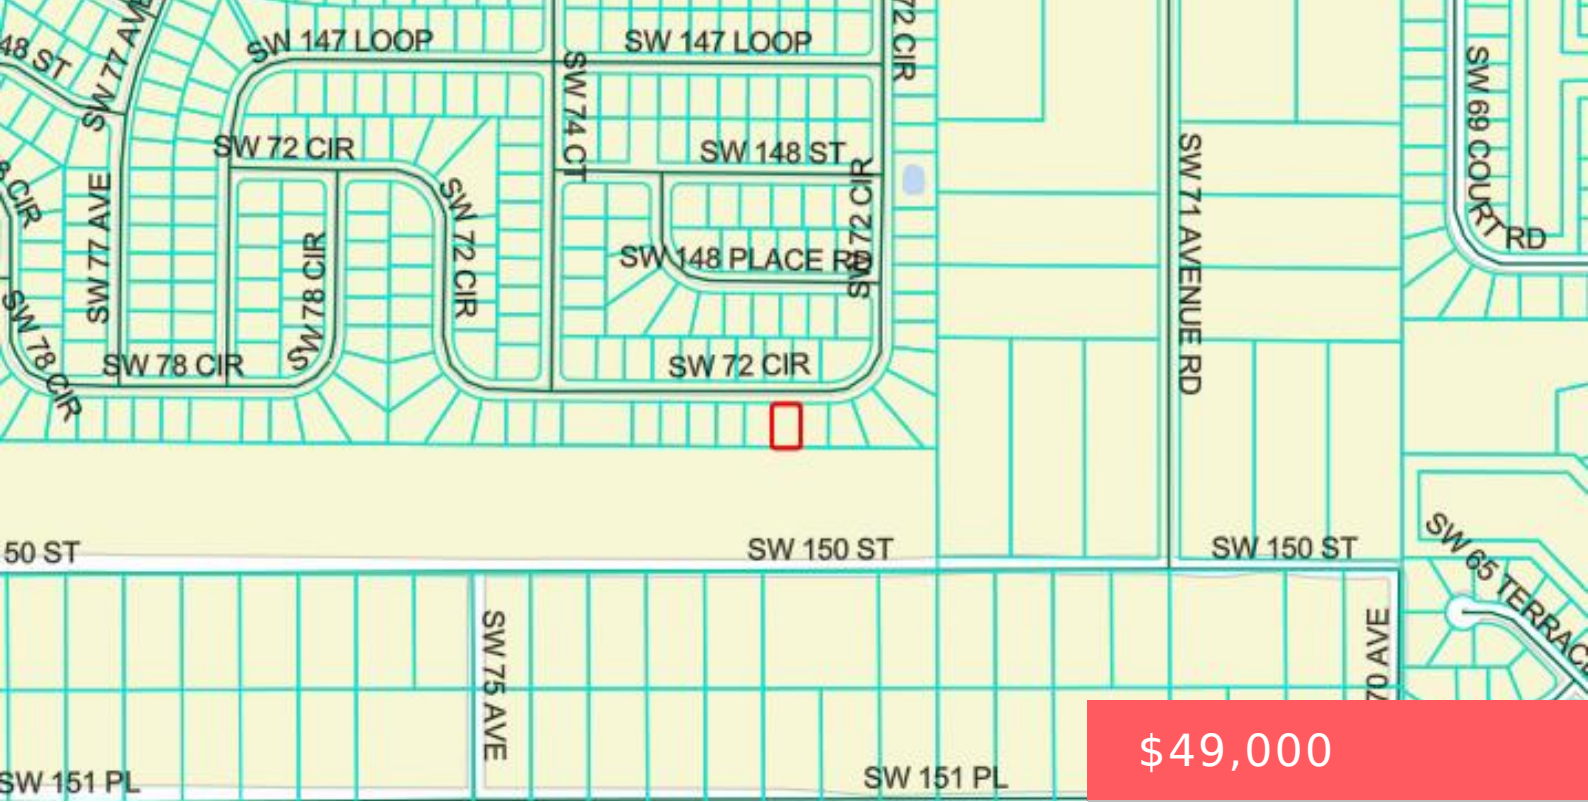 SW 77 AVE
48 ST
SW 147 LOOP
SW 147 LOOP
72 CIR
SW 74 CT
SW 69 COURT RD
SW 72 CIR
SW 148 ST
SW 71 AVENUE RD
CIR
SW 77 AVE
SW 72 CIR
SW 78 CIR
SW 72 CIR
SW 148 PLACE RD
SW 78 CIR
SW 78 CIR
SW 72 CIR
50 ST
SW 150 ST
SW 150 ST
SW 65 TERRACE
SW 75 AVE
70 AVE
SW 151 PL
SW 151 PL
$49,000